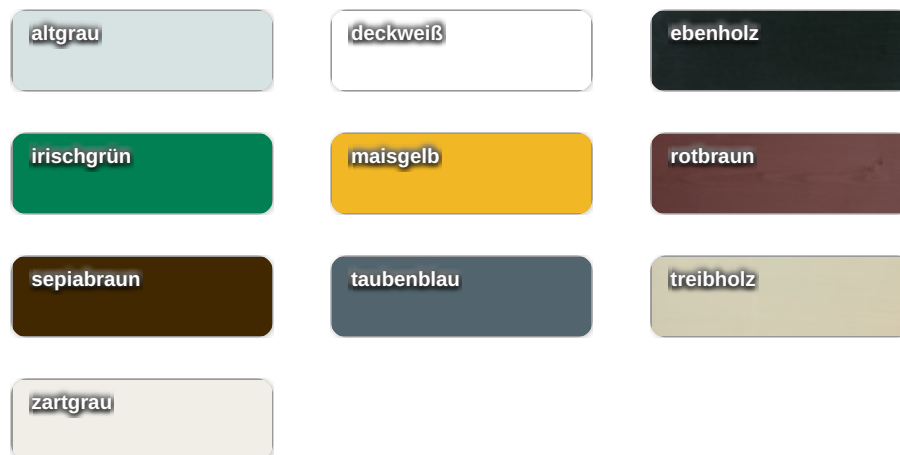 altgrau
deckweiß
ebenholz
irischgrün
maisgelb
rotbraun
sepiabraun
taubenblau
treibholz
zartgrau